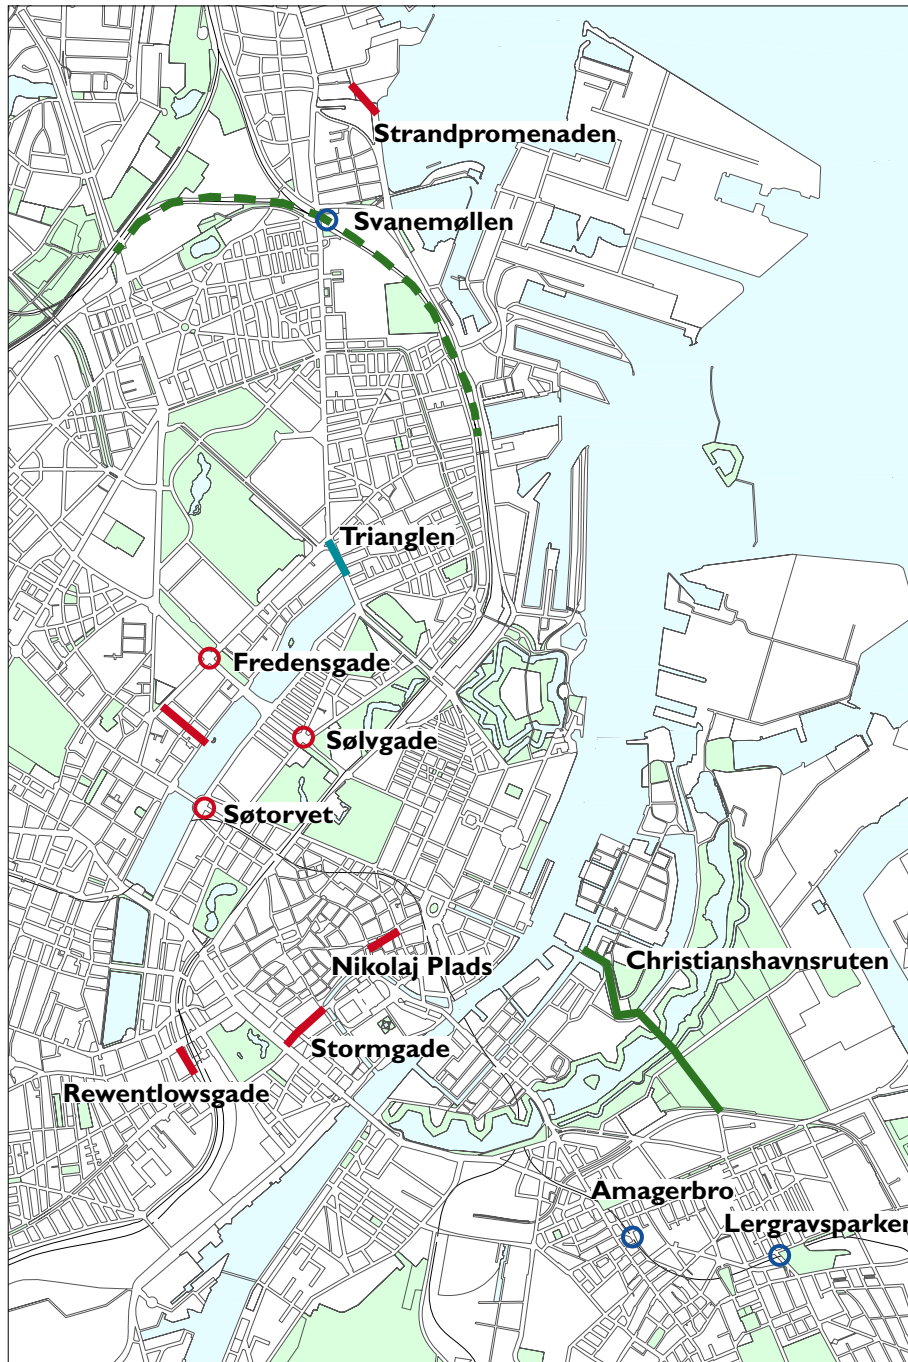 Strandpromenaden
Svanemøllen
Trianglen
Fredensgade
Sølvgade
Søtorvet
Nikolaj Plads
Christianshavnsruten
Stormgade
Rewentlowsgade
Amagerbro
Lergravsparken